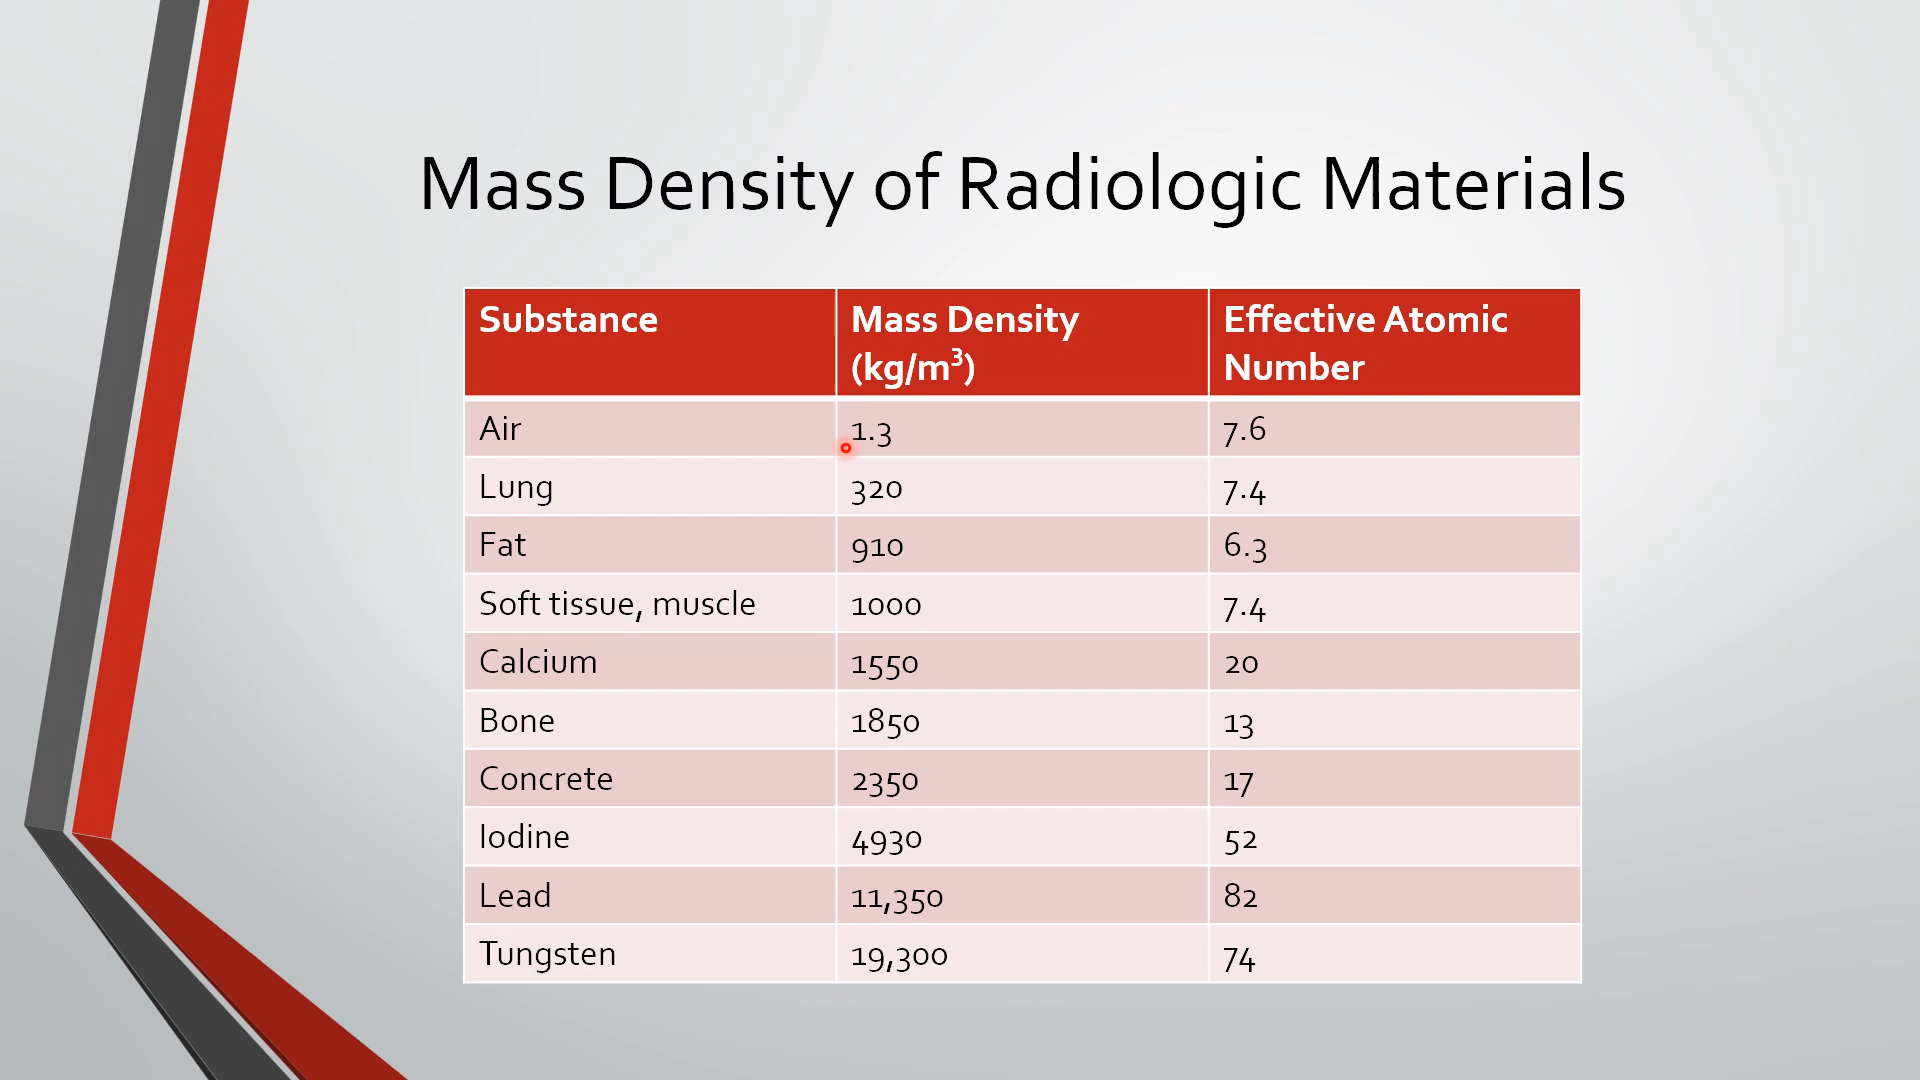 Mass Density of Radiologic Materials
Substance Mass Density (kg/m³) Effective Atomic Number
Air 1.3 7.6
Lung 320 7.4
Fat 910 6.3
Soft tissue, muscle 1000 7.4
Calcium 1550 20
Bone 1850 13
Concrete 2350 17
Iodine 4930 52
Lead 11,350 82
Tungsten 19,300 74